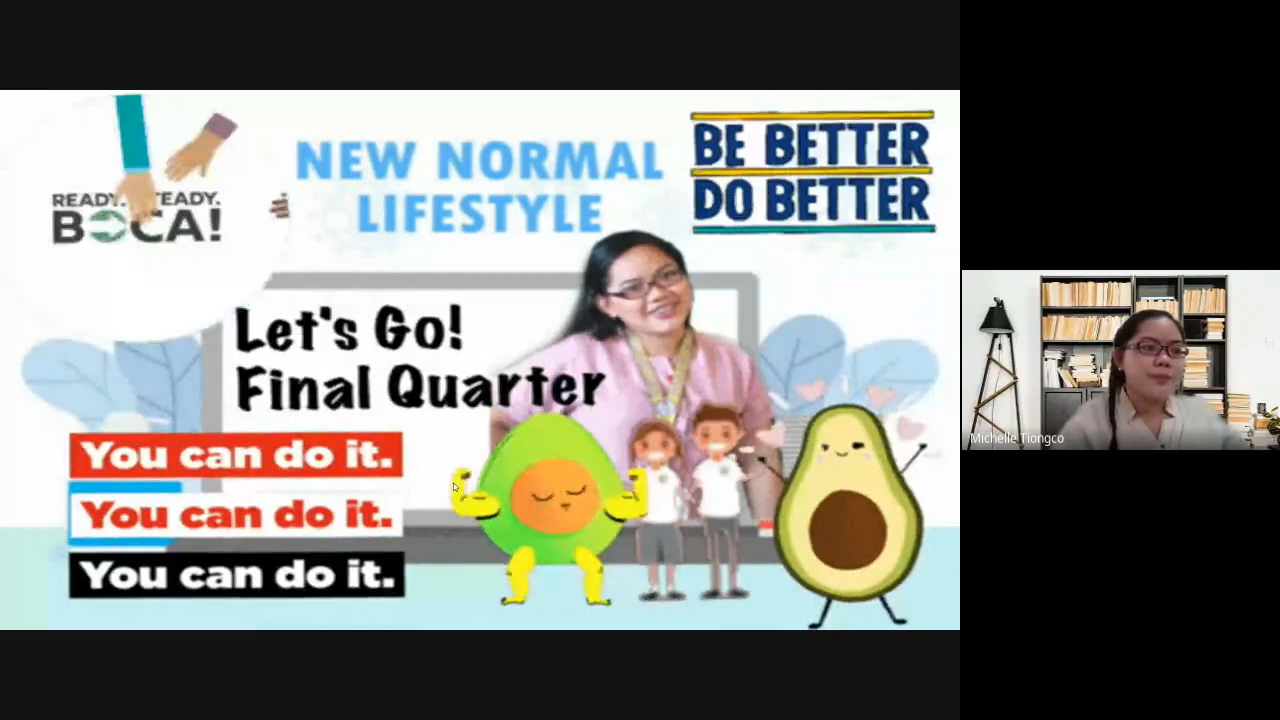 READY. STEADY.
BOCA!
NEW NORMAL
LIFESTYLE
BE BETTER
DO BETTER
Let's Go!
Final Quarter
You can do it.
You can do it.
You can do it.
Michelle Tiongco